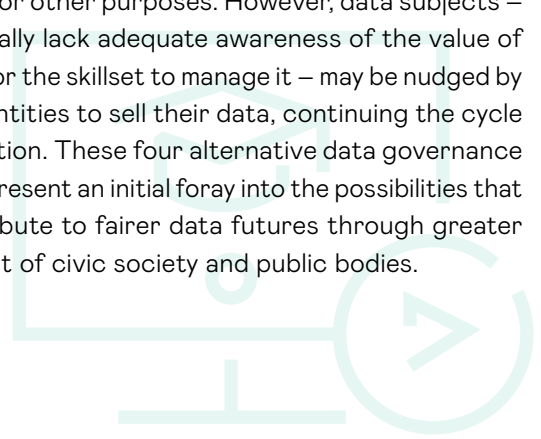 or other purposes. However, data subjects –
ally lack adequate awareness of the value of
or the skillset to manage it – may be nudged by
ntities to sell their data, continuing the cycle
tion. These four alternative data governance
resent an initial foray into the possibilities that
bute to fairer data futures through greater
t of civic society and public bodies.